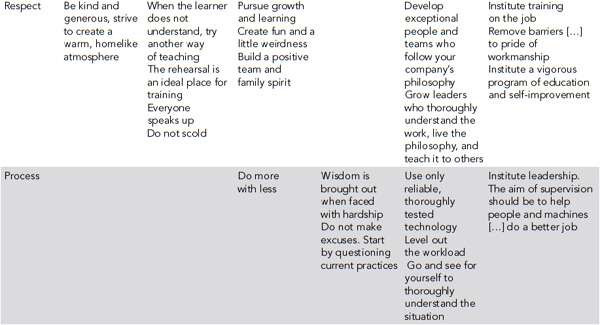 Respect
Be kind and
generous, strive
to create a
warm, homelike
atmosphere
When the learner
does not
understand, try
another way
of teaching
The rehearsal is
an ideal place for
training
Everyone
speaks up
Do not scold
Pursue growth
and learning
Create fun and a
little weirdness
Build a positive
team and
family spirit
Develop
exceptional
people and
teams who
follow your
company's
philosophy
Grow leaders
who thoroughly
understand the
work, live the
philosophy, and
teach it to others
Institute training
on the job
Remove barriers […]
to pride of
workmanship
Institute a vigorous
program of education
and self-improvement
Process
Do more
with less
Wisdom is
brought out
when faced
with hardship
Do not make
excuses. Start
by questioning
current practices
Use only
reliable,
thoroughly
tested
technology
Level out
the workload
Go and see for
yourself to
thoroughly
understand the
situation
Institute leadership.
The aim of supervision
should be to help
people and machines
[…] do a better job